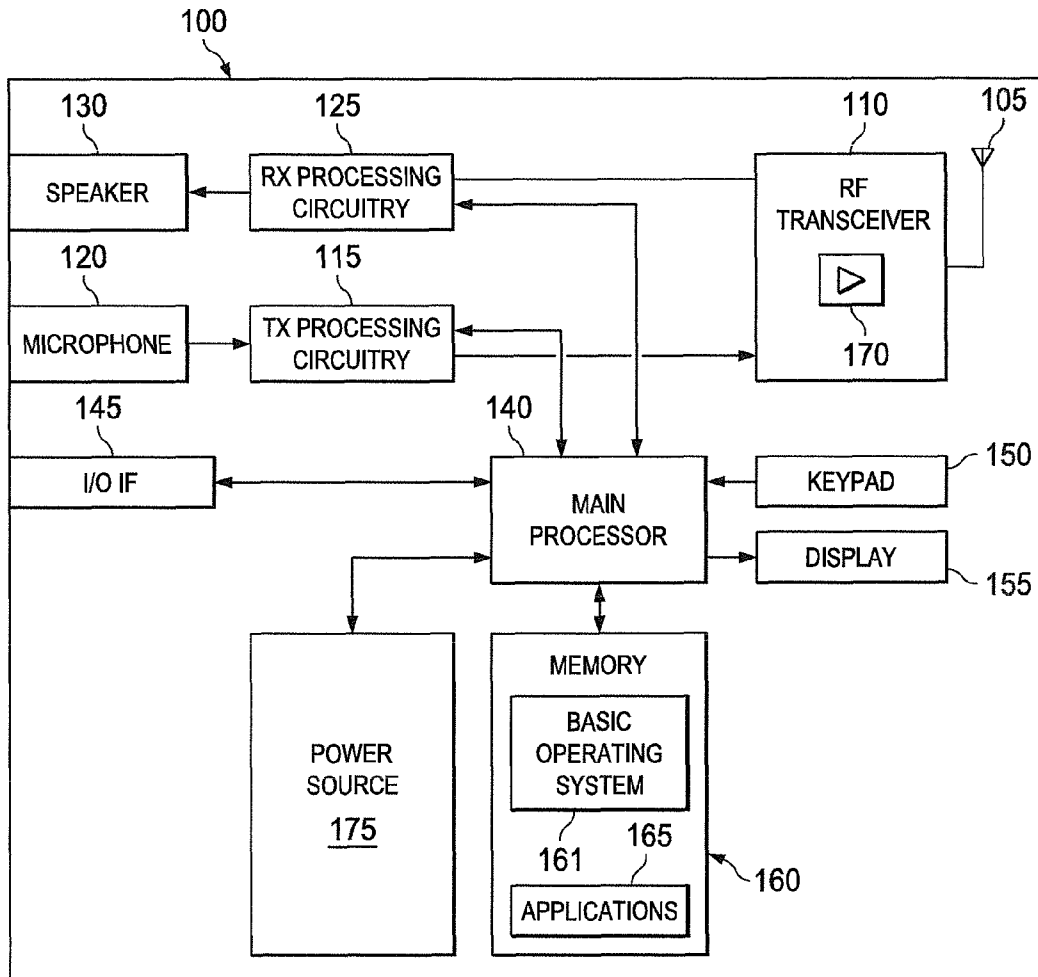 100
130
125
110
105
SPEAKER
RX PROCESSING
CIRCUITRY
RF
TRANSCEIVER
120
115
MICROPHONE
TX PROCESSING
CIRCUITRY
170
145
140
150
I/O IF
MAIN
PROCESSOR
KEYPAD
DISPLAY
155
POWER
SOURCE
175
MEMORY
BASIC
OPERATING
SYSTEM
161
165
160
APPLICATIONS